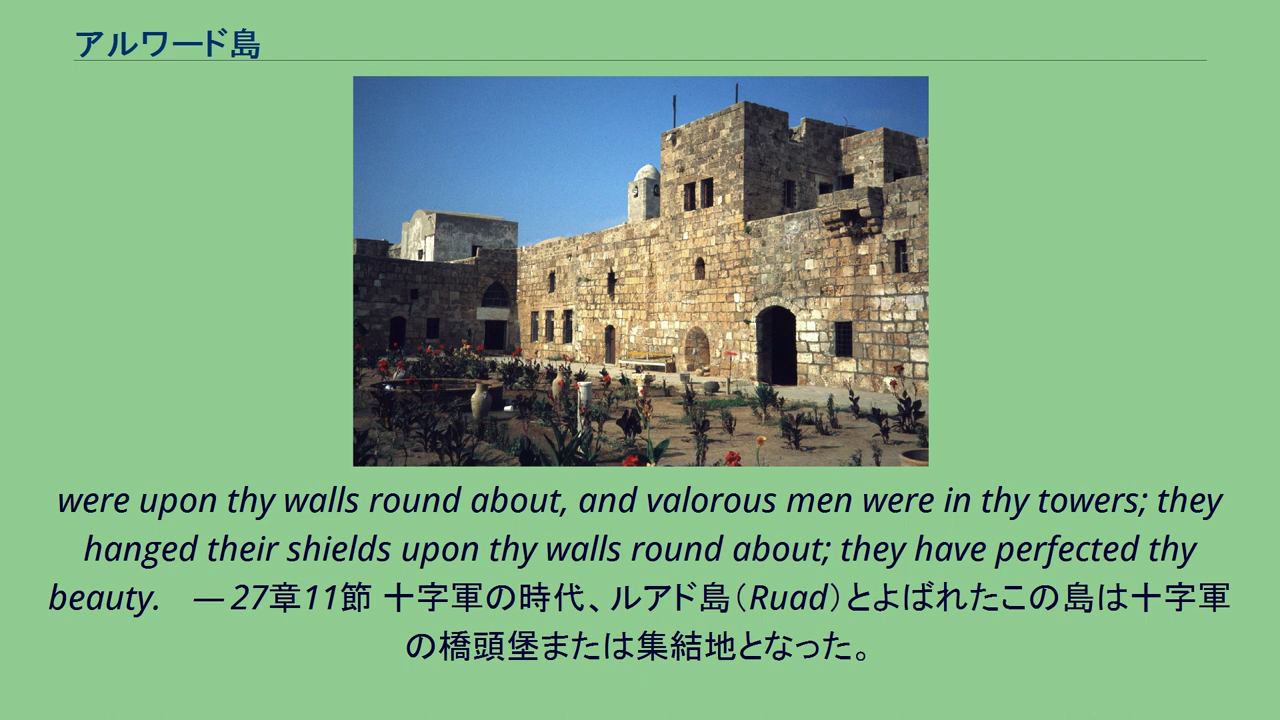 アルワード島
were upon thy walls round about, and valorous men were in thy towers; they
hanged their shields upon thy walls round about; they have perfected thy
beauty.　— 27章11節 十字軍の時代、ルアド島（Ruad）とよばれたこの島は十字軍
の橋頭堡または集結地となった。